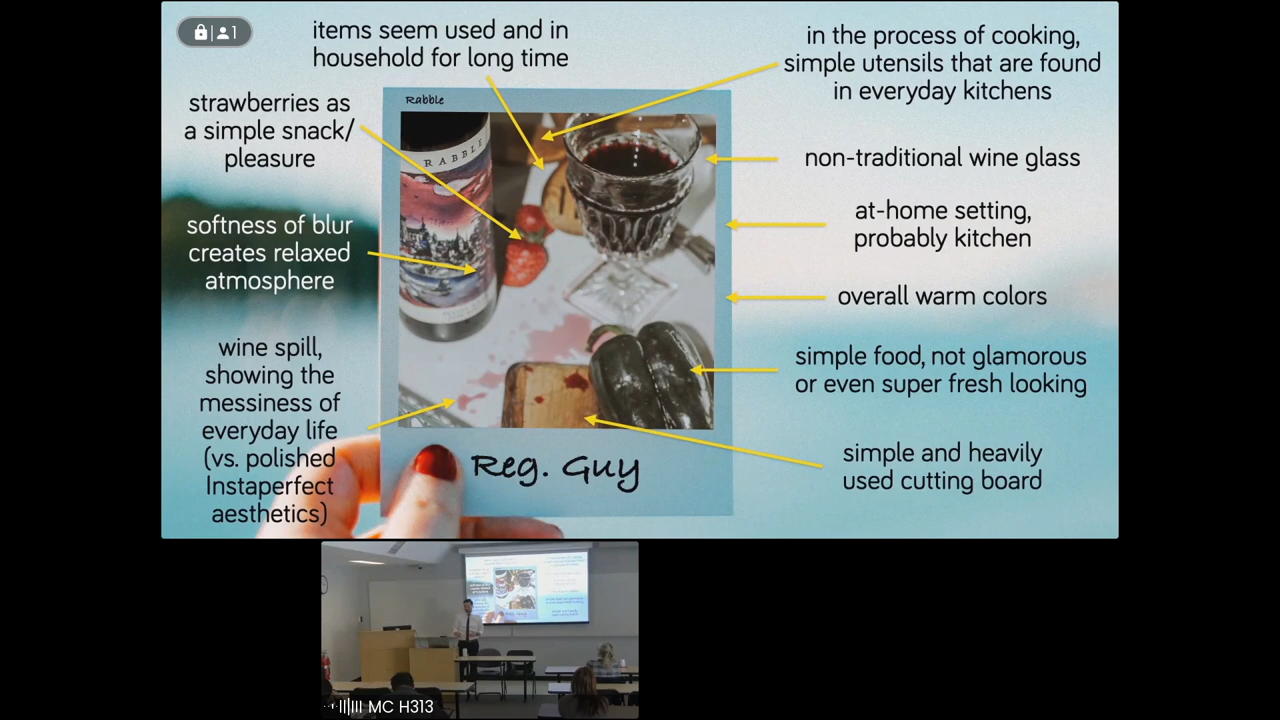 1
items seem used and in
household for long time
in the process of cooking,
simple utensils that are found
in everyday kitchens
strawberries as
a simple snack/
pleasure
Rabble
RABBLE
non-traditional wine glass
softness of blur
creates relaxed
atmosphere
at-home setting,
probably kitchen
overall warm colors
wine spill,
showing the
messiness of
everyday life
(vs. polished
Instaperfect
aesthetics)
simple food, not glamorous
or even super fresh looking
simple and heavily
used cutting board
Reg. Guy
MC H313